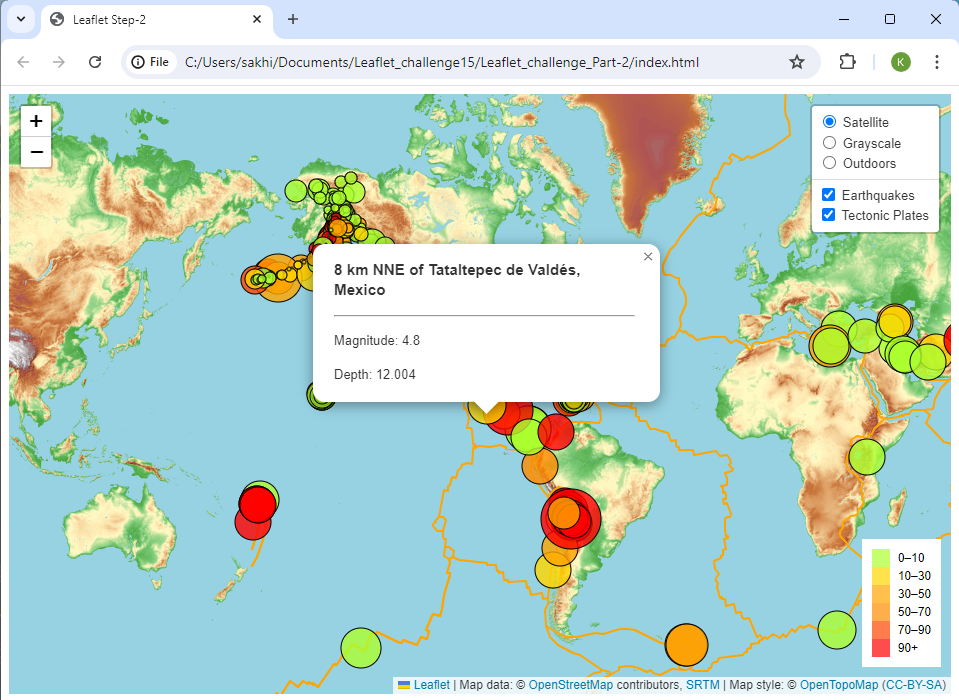 Leaflet Step-2
File
C:/Users/sakhi/Documents/Leaflet_challenge15/Leaflet_challenge_Part-2/index.html
K
+
−
Satellite
Grayscale
Outdoors
Earthquakes
Tectonic Plates
8 km NNE of Tataltepec de Valdés,
Mexico
Magnitude: 4.8
Depth: 12.004
0–10
10–30
30–50
50–70
70–90
90+
Leaflet | Map data: © OpenStreetMap contributors, SRTM | Map style: © OpenTopoMap (CC-BY-SA)